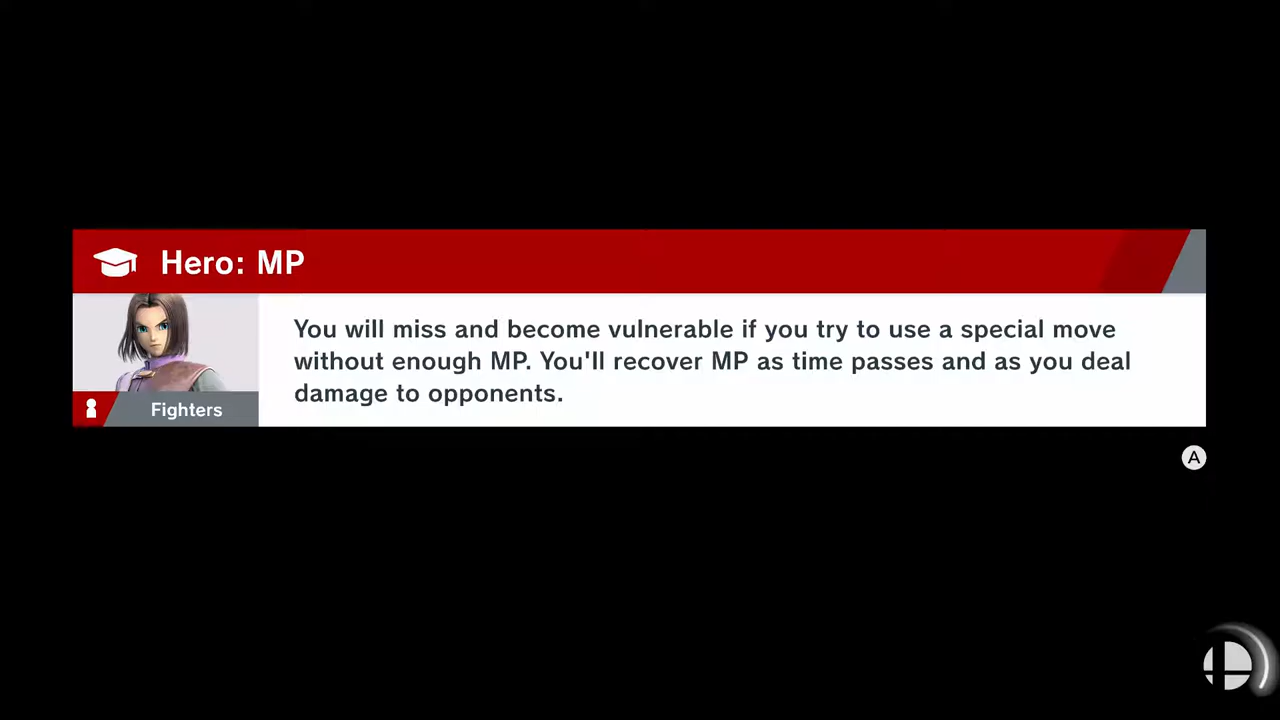 Hero: MP
You will miss and become vulnerable if you try to use a special move
without enough MP. You'll recover MP as time passes and as you deal
damage to opponents.
Fighters
A